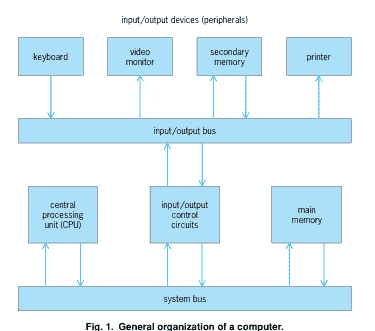 input/output devices (peripherals)
keyboard
video
monitor
secondary
memory
printer
input/output bus
central
processing
unit (CPU)
input/output
control
circuits
main
memory
system bus
Fig. 1. General organization of a computer.